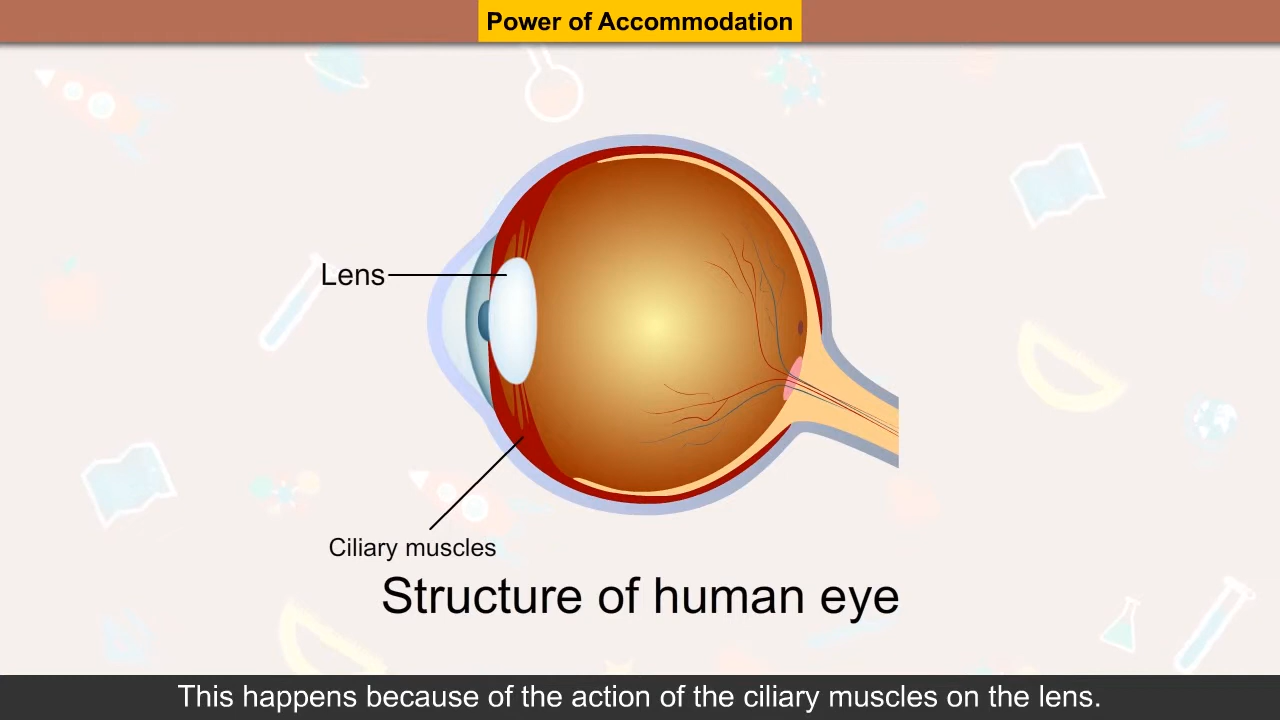 Power of Accommodation
Lens
Ciliary muscles
Structure of human eye
This happens because of the action of the ciliary muscles on the lens.